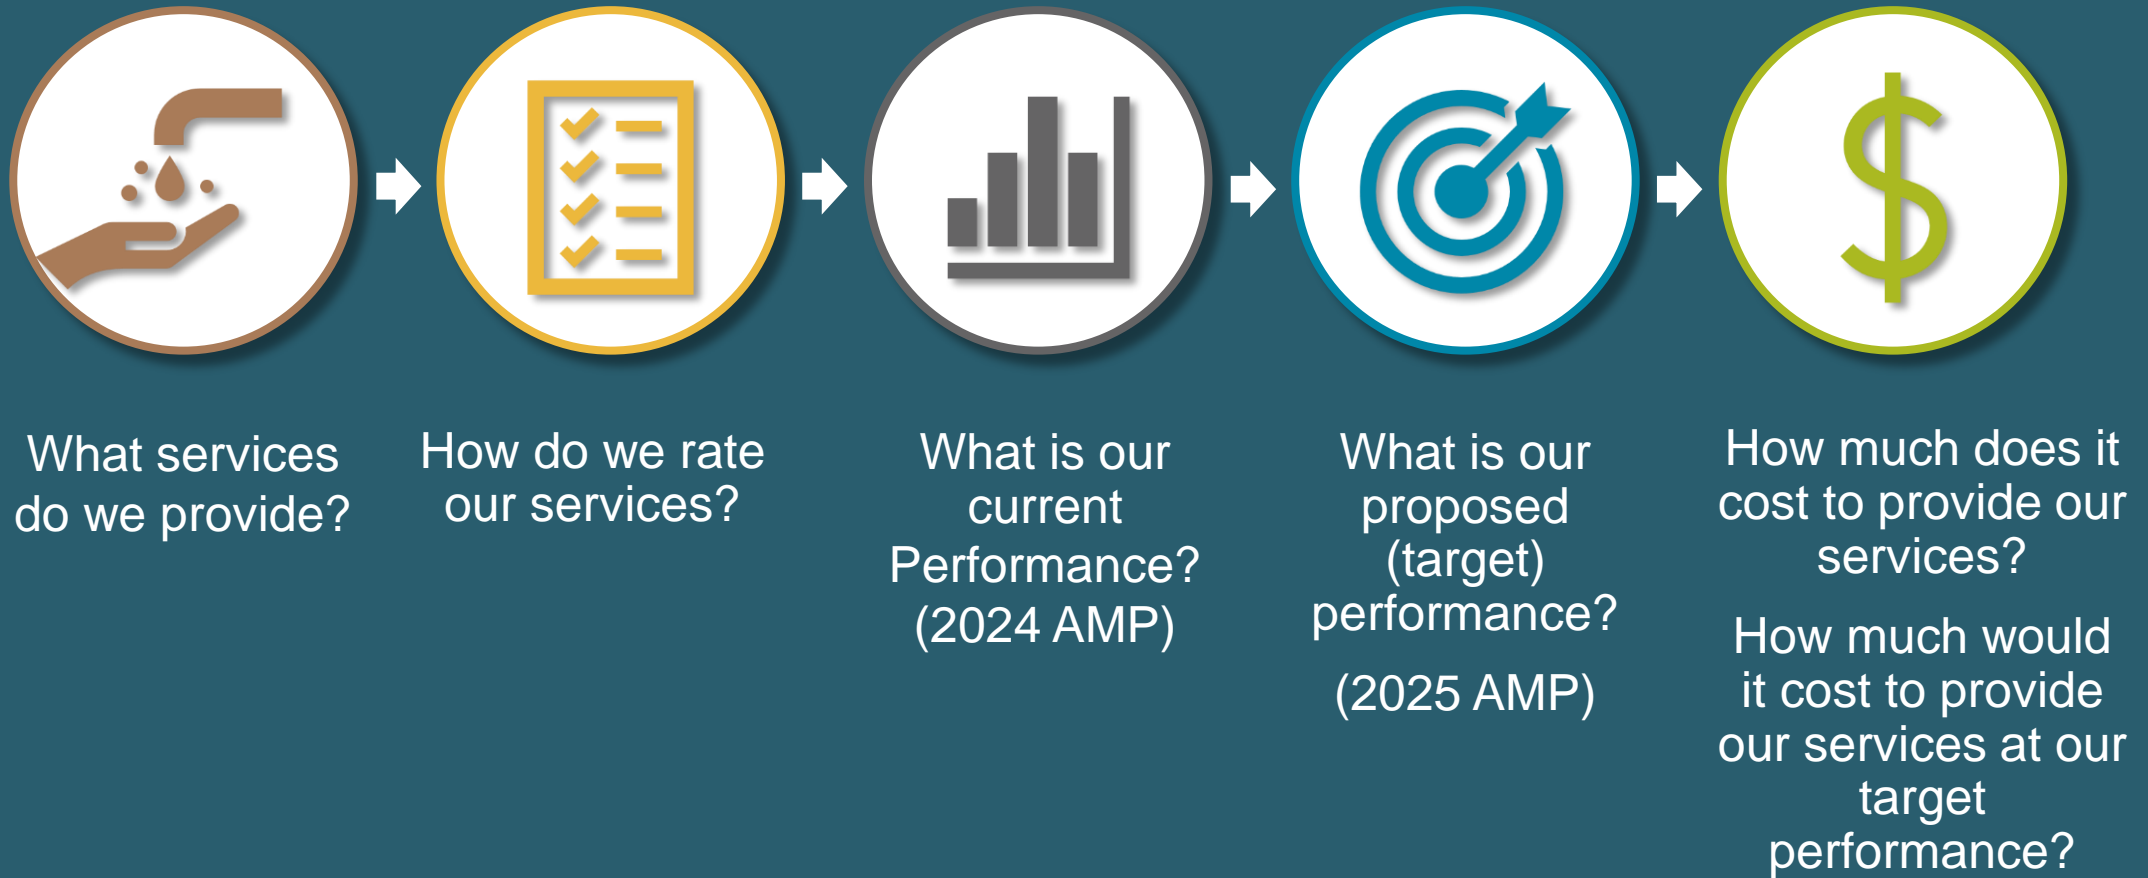 What services
do we provide?
How do we rate
our services?
What is our
current
Performance?
(2024 AMP)
What is our
proposed
(target)
performance?
(2025 AMP)
How much does it
cost to provide our
services?
How much would
it cost to provide
our services at our
target
performance?